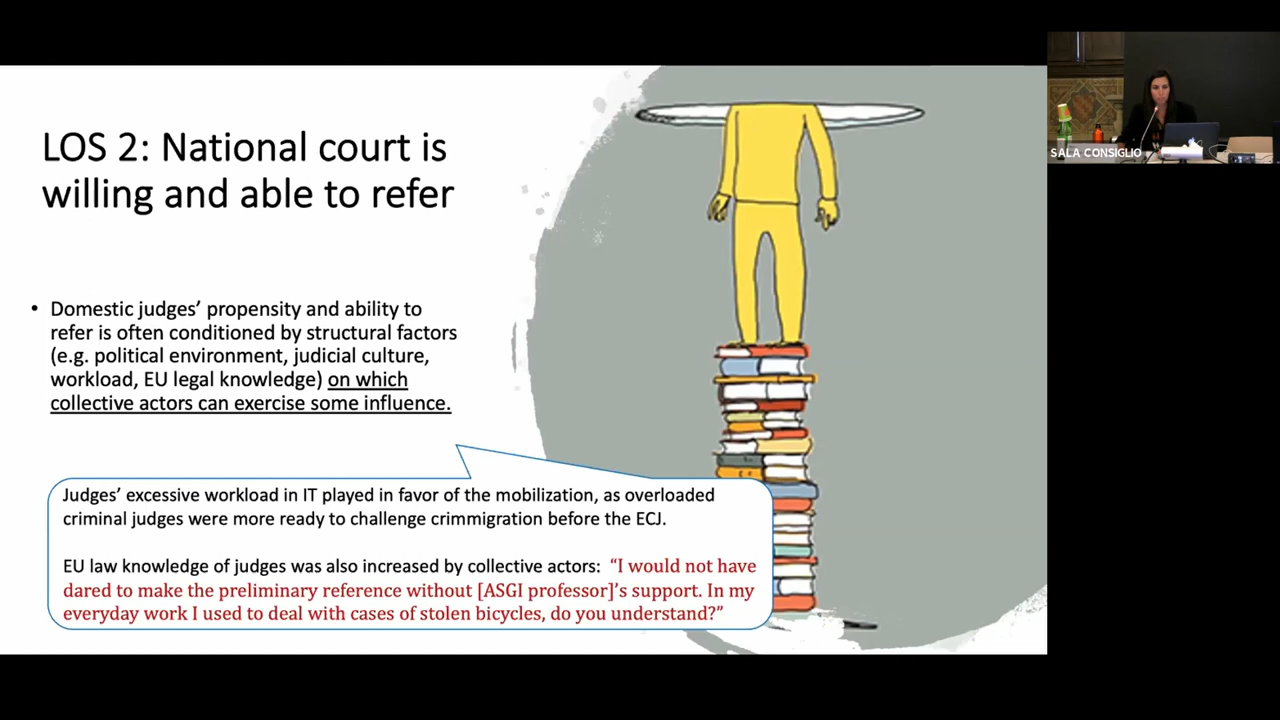 LOS 2: National court is
willing and able to refer
• Domestic judges’ propensity and ability to
refer is often conditioned by structural factors
(e.g. political environment, judicial culture,
workload, EU legal knowledge) on which
collective actors can exercise some influence.
Judges’ excessive workload in IT played in favor of the mobilization, as overloaded
criminal judges were more ready to challenge crimmigration before the ECJ.
EU law knowledge of judges was also increased by collective actors: “I would not have
dared to make the preliminary reference without [ASGI professor]’s support. In my
everyday work I used to deal with cases of stolen bicycles, do you understand?”
SALA CONSIGLIO